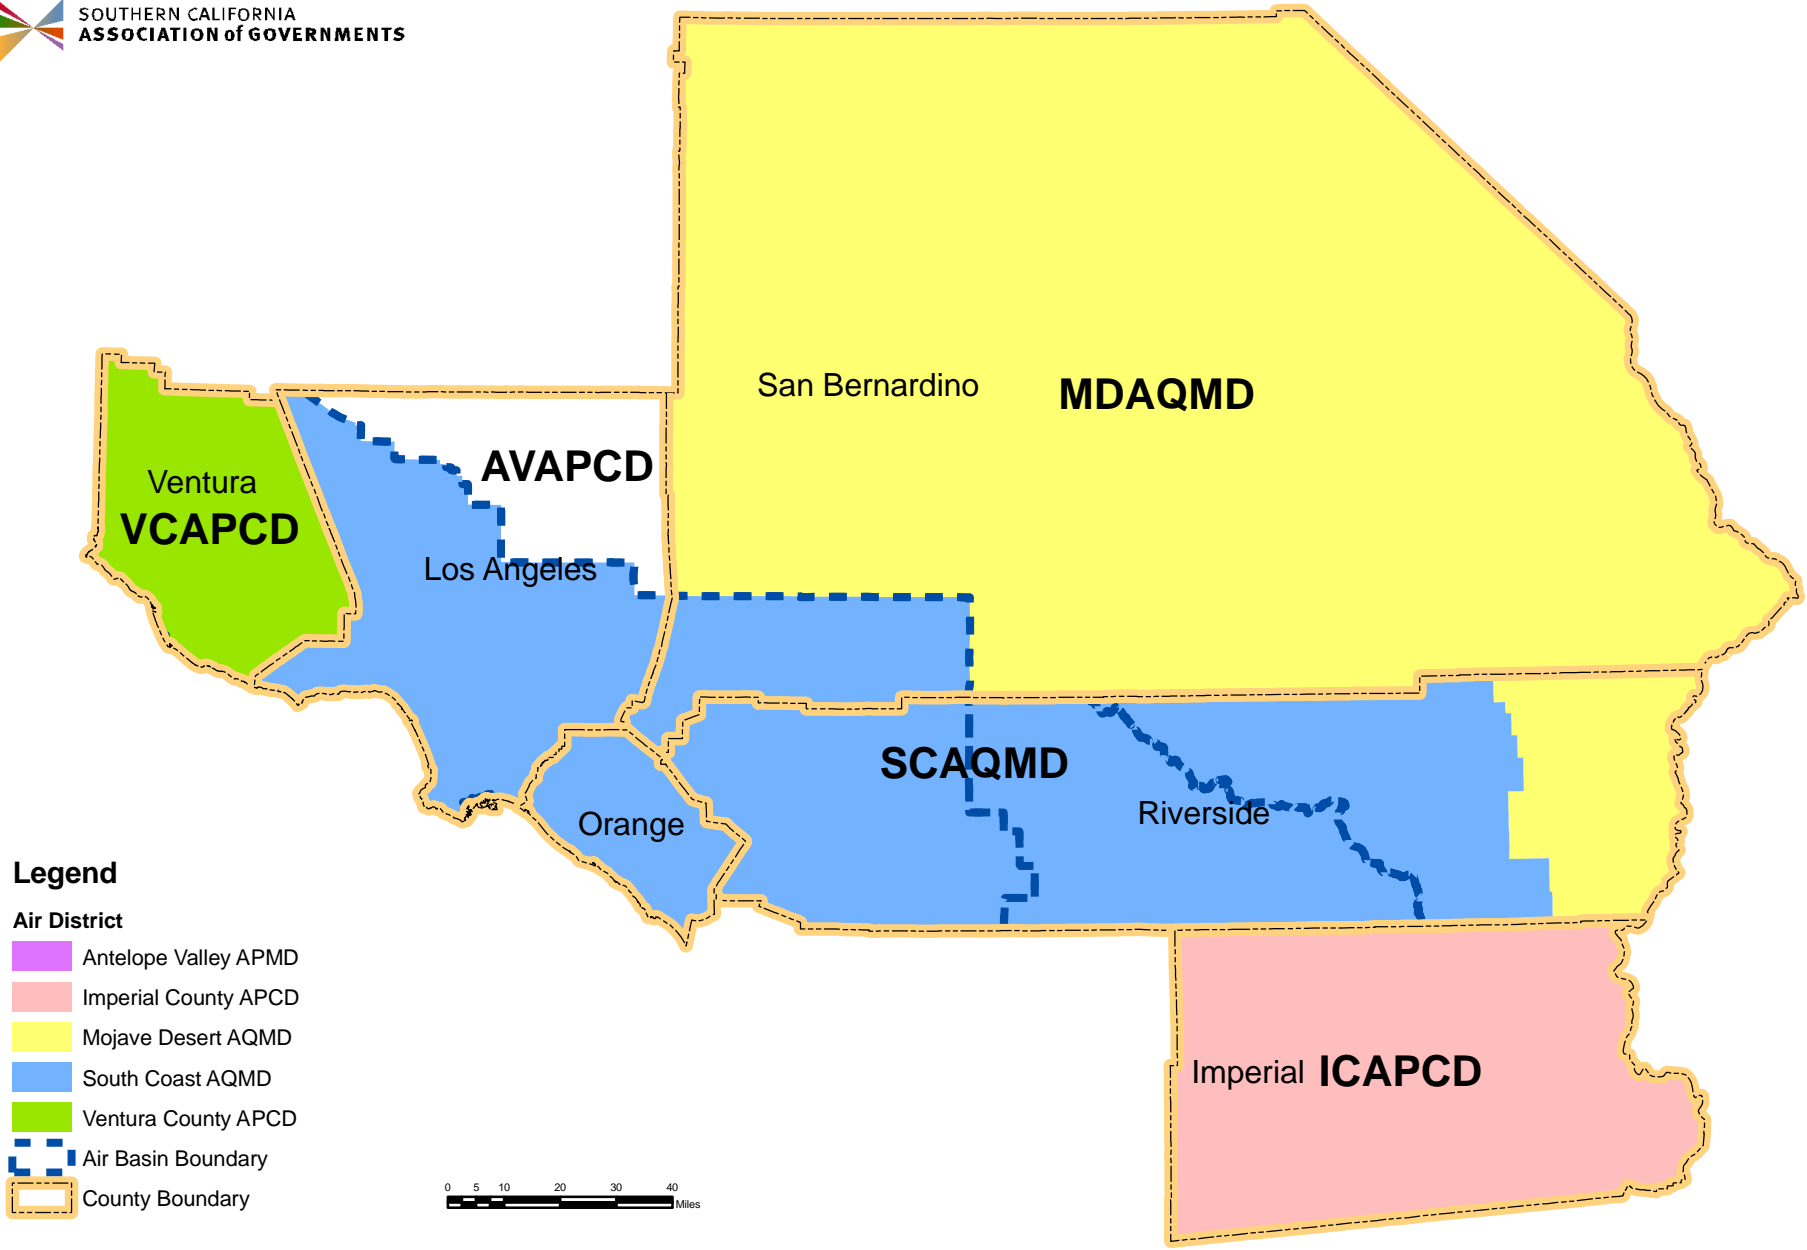 SOUTHERN CALIFORNIA
ASSOCIATION of GOVERNMENTS
San Bernardino
MDAQMD
AVAPCD
Ventura
VCAPCD
Los Angeles
SCAQMD
Riverside
Orange
Imperial
ICAPCD
Legend
Air District
Antelope Valley APMD
Imperial County APCD
Mojave Desert AQMD
South Coast AQMD
Ventura County APCD
Air Basin Boundary
County Boundary
0 5 10 20 30 40
Miles